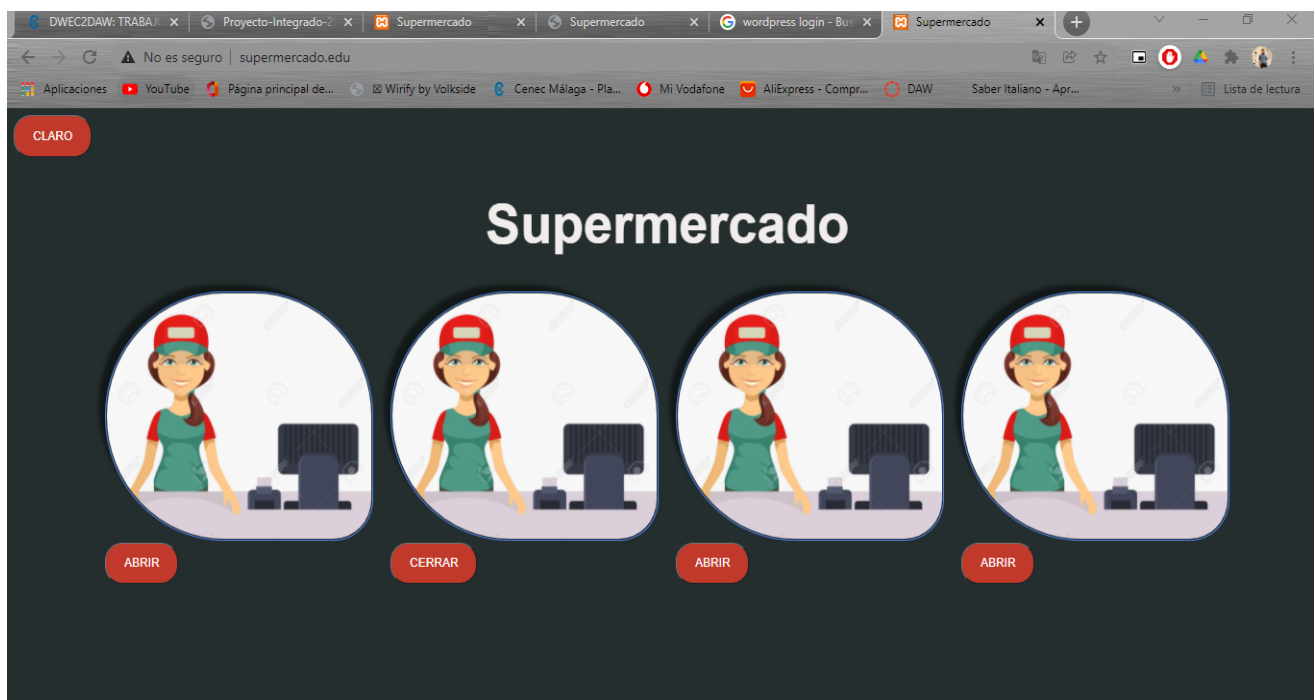 DWEC2DAW: TRABAJ
Proyecto-Integrado-2
Supermercado
Supermercado
wordpress login - Bus
Supermercado
No es seguro | supermercado.edu
Aplicaciones
YouTube
Página principal de...
Wirify by Volkside
Cenec Málaga - Pla...
Mi Vodafone
AliExpress - Compr...
DAW
Saber Italiano - Apr...
»
Lista de lectura
CLARO
Supermercado
ABRIR
CERRAR
ABRIR
ABRIR